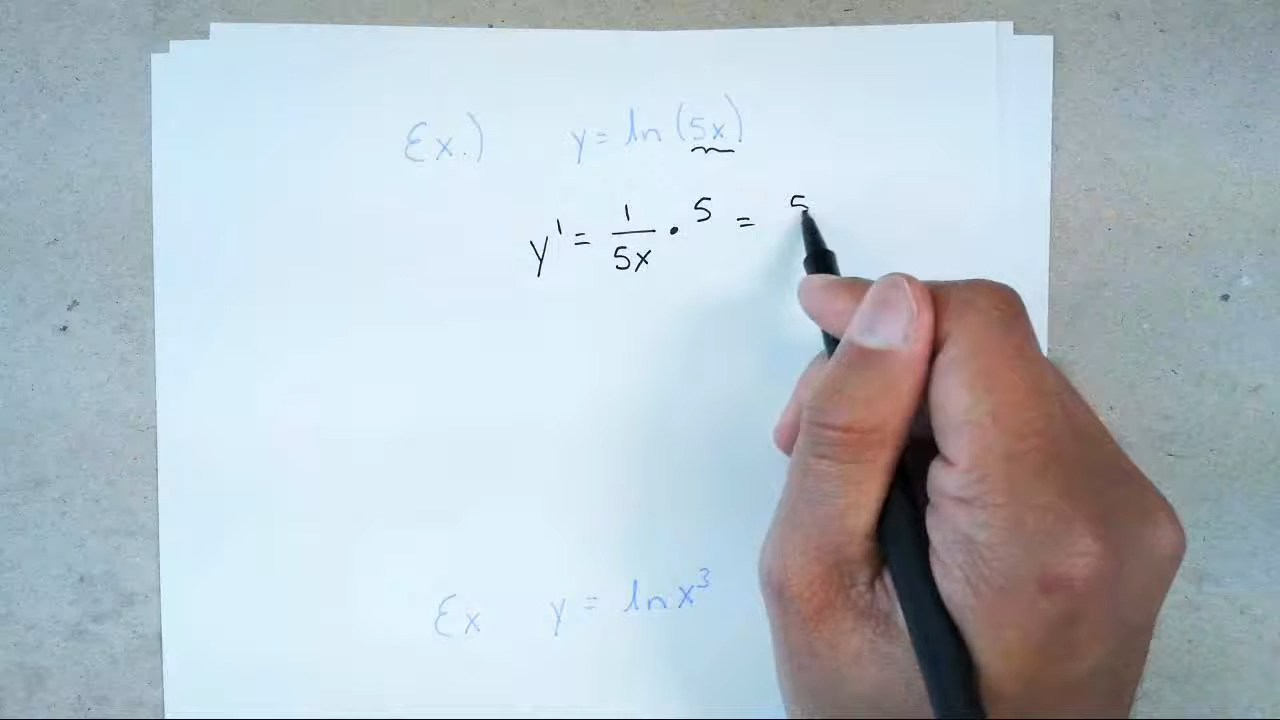 Ex.) y = ln (5x)
y' = 1/5x · 5 = 5
Ex y = ln x³